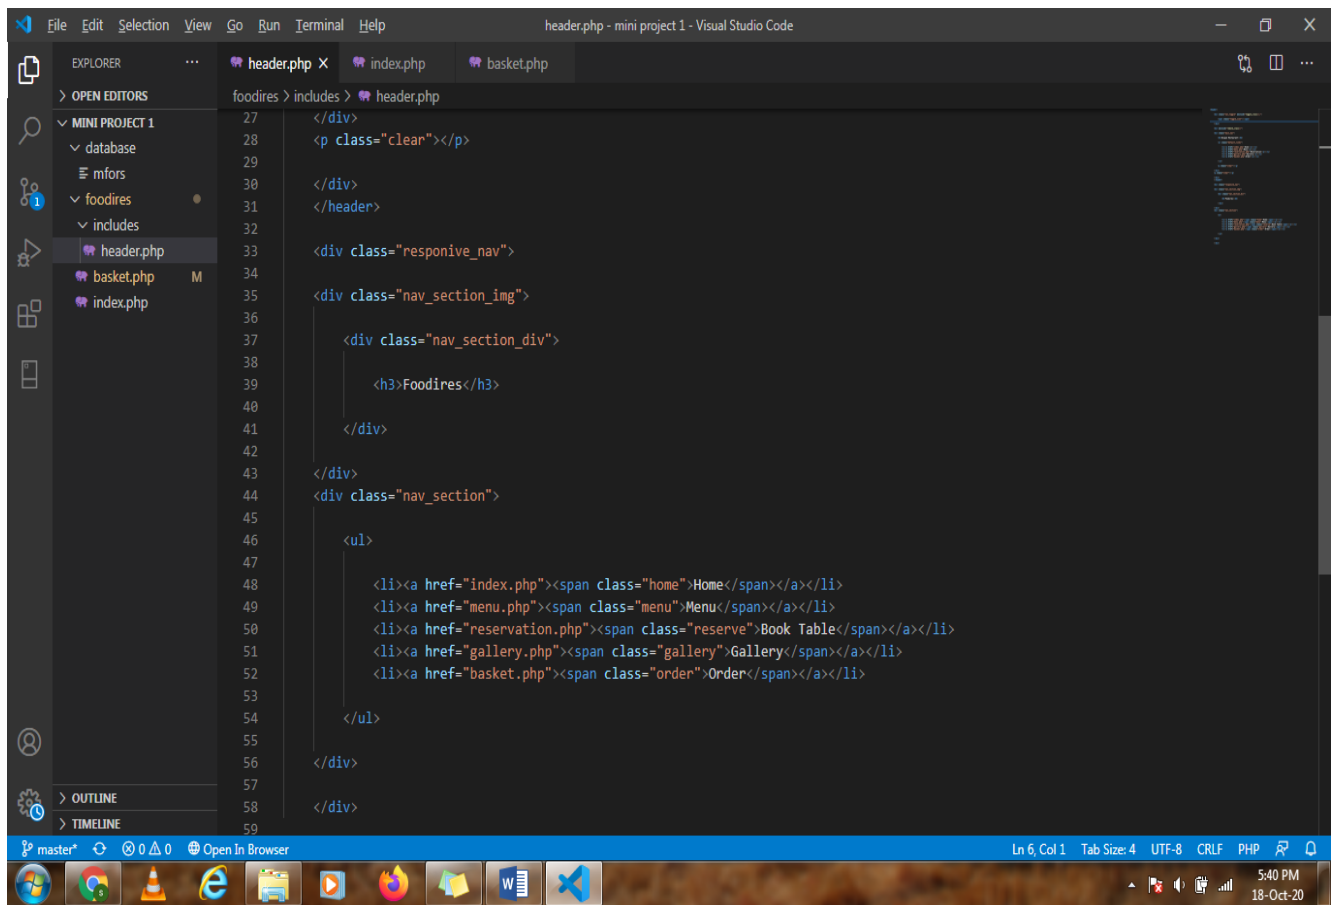 File Edit Selection View Go Run Terminal Help header.php - mini project 1 - Visual Studio Code
EXPLORER
header.php index.php basket.php
OPEN EDITORS
foodires > includes > header.php
MINI PROJECT 1
database
mfors
foodires
includes
header.php
basket.php M
index.php
27 </div>
28 <p class="clear"></p>
29
30 </div>
31 </header>
32
33 <div class="responive_nav">
34
35 <div class="nav_section_img">
36
37 <div class="nav_section_div">
38
39 <h3>Foodires</h3>
40
41 </div>
42
43 </div>
44 <div class="nav_section">
45
46 <ul>
47
48 <li><a href="index.php"><span class="home">Home</span></a></li>
49 <li><a href="menu.php"><span class="menu">Menu</span></a></li>
50 <li><a href="reservation.php"><span class="reserve">Book Table</span></a></li>
51 <li><a href="gallery.php"><span class="gallery">Gallery</span></a></li>
52 <li><a href="basket.php"><span class="order">Order</span></a></li>
53
54 </ul>
55
56 </div>
57
58 </div>
59
1
OUTLINE
TIMELINE
master* 0 0 Open In Browser Ln 6, Col 1 Tab Size: 4 UTF-8 CRLF PHP
5:40 PM
18-Oct-20